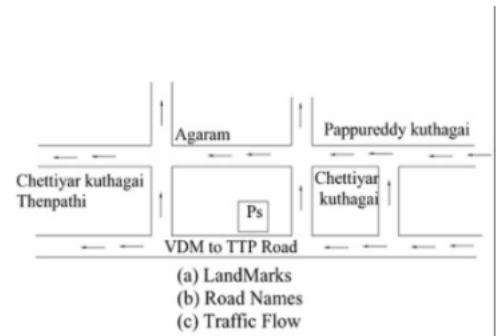 Agaram
Pappureddy kuthagai
Chettiyar kuthagai
Thenpathi
Chettiyar
kuthagai
Ps
VDM to TTP Road
(a) LandMarks
(b) Road Names
(c) Traffic Flow